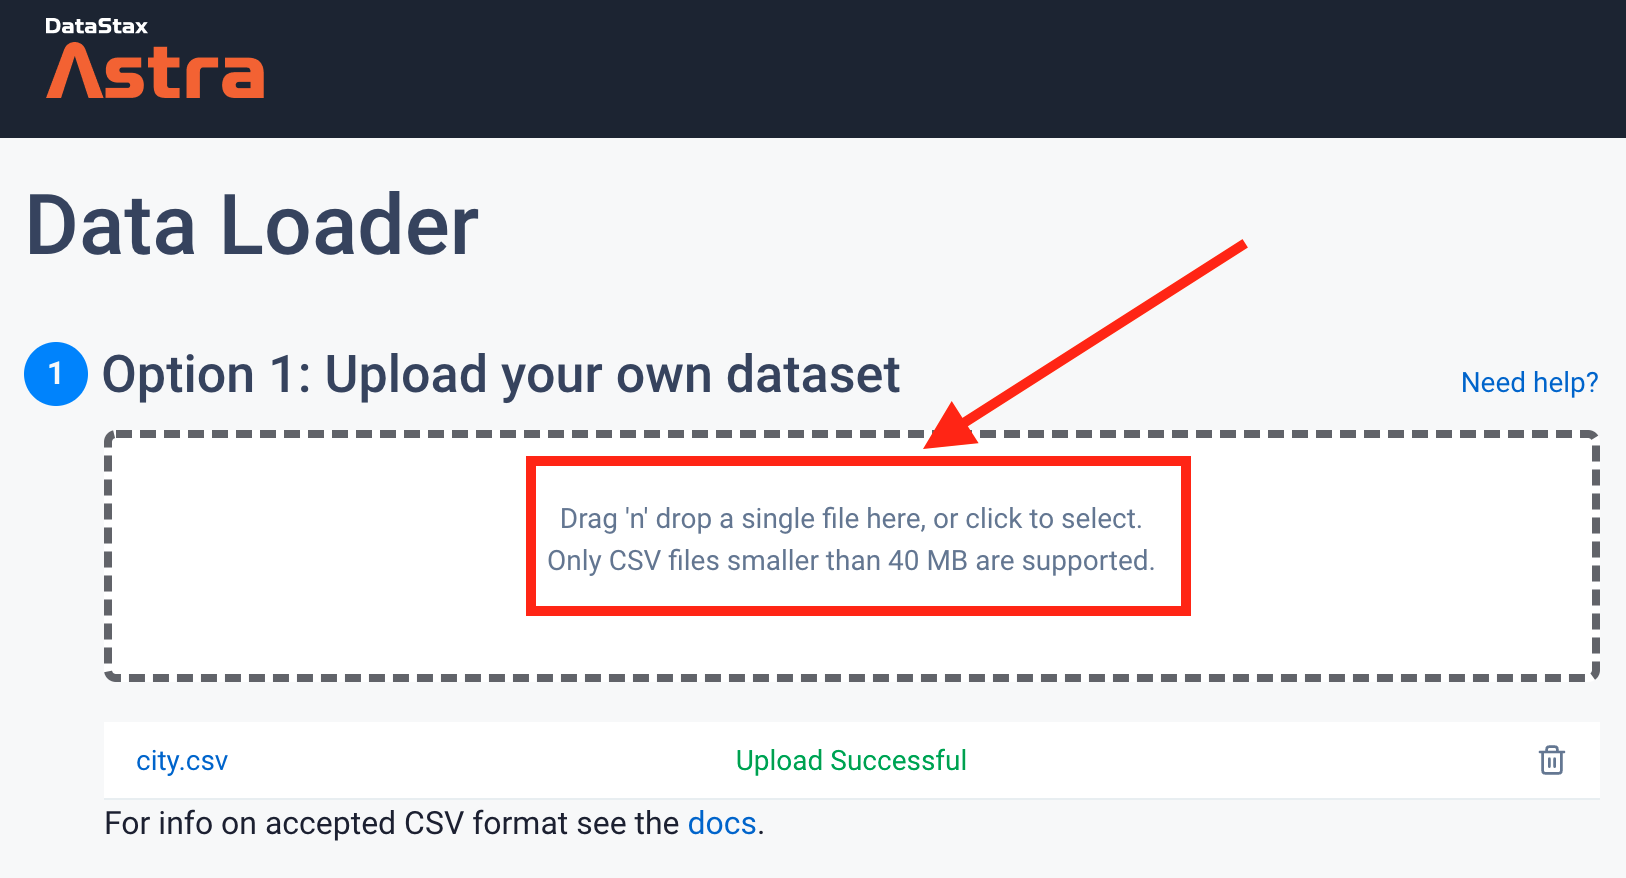 DataStax
Astra
Data Loader
1
Option 1: Upload your own dataset
Need help?
Drag 'n' drop a single file here, or click to select.
Only CSV files smaller than 40 MB are supported.
city.csv
Upload Successful
For info on accepted CSV format see the docs.